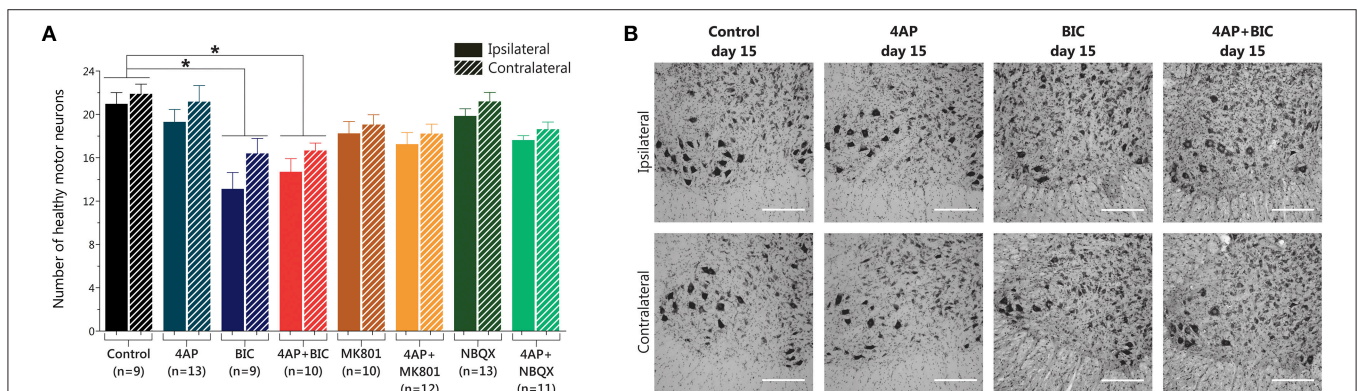 A
Number of healthy motor neurons
24
20
16
12
8
4
0
*
*
Ipsilateral
Contralateral
Control
(n=9)
4AP
(n=13)
BIC
(n=9)
4AP+BIC
(n=10)
MK801
(n=10)
4AP+
MK801
(n=12)
NBQX
(n=13)
4AP+
NBQX
(n=11)
B
Control
day 15
4AP
day 15
BIC
day 15
4AP+BIC
day 15
Ipsilateral
Contralateral